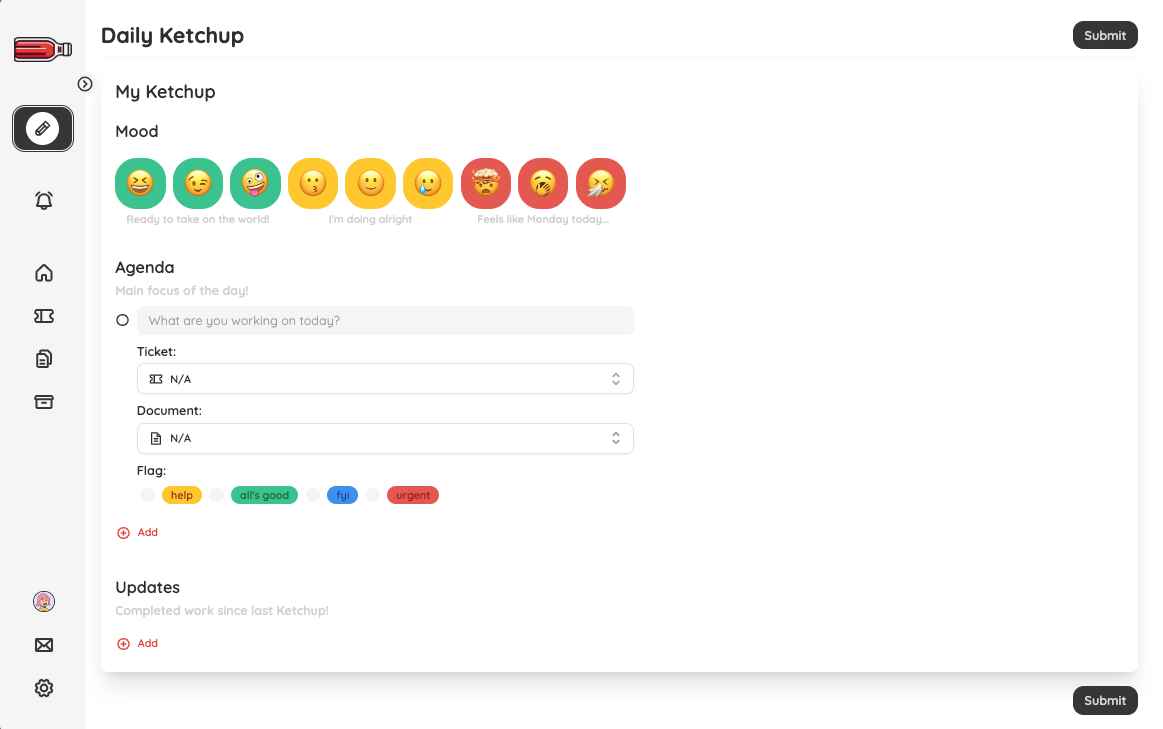 Daily Ketchup
Submit
My Ketchup
Mood
Ready to take on the world!
I'm doing alright
Feels like Monday today...
Agenda
Main focus of the day!
What are you working on today?
Ticket:
N/A
Document:
N/A
Flag:
help
all's good
fyi
urgent
Add
Updates
Completed work since last Ketchup!
Add
Submit